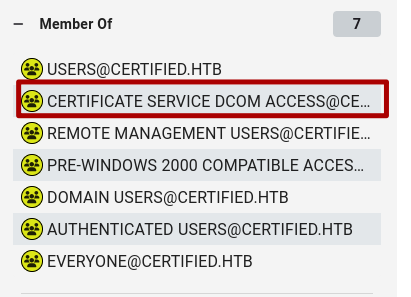 Member Of 7
USERS@CERTIFIED.HTB
CERTIFICATE SERVICE DCOM ACCESS@CE...
REMOTE MANAGEMENT USERS@CERTIFIE...
PRE-WINDOWS 2000 COMPATIBLE ACCES...
DOMAIN USERS@CERTIFIED.HTB
AUTHENTICATED USERS@CERTIFIED.HTB
EVERYONE@CERTIFIED.HTB